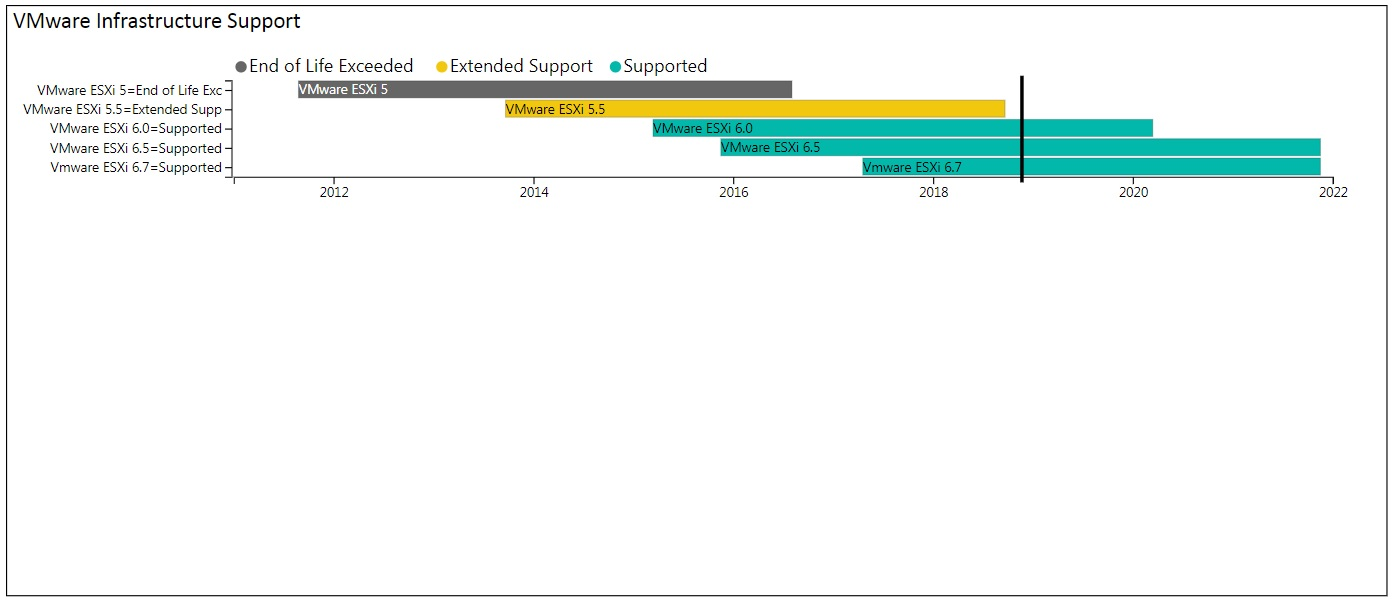 VMware Infrastructure Support
End of Life Exceeded Extended Support Supported
VMware ESXi 5=End of Life Exc VMware ESXi 5
VMware ESXi 5.5=Extended Supp VMware ESXi 5.5
VMware ESXi 6.0=Supported VMware ESXi 6.0
VMware ESXi 6.5=Supported VMware ESXi 6.5
Vmware ESXi 6.7=Supported Vmware ESXi 6.7
2012 2014 2016 2018 2020 2022